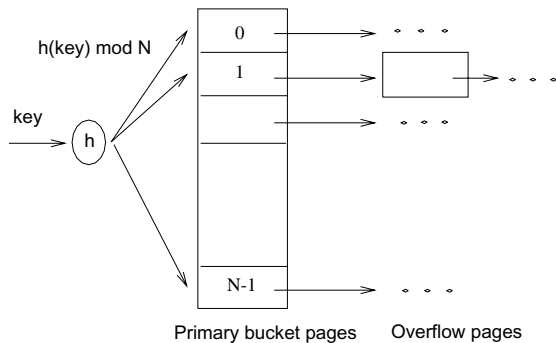 h(key) mod N
key
h
0
1
N-1
Primary bucket pages
Overflow pages